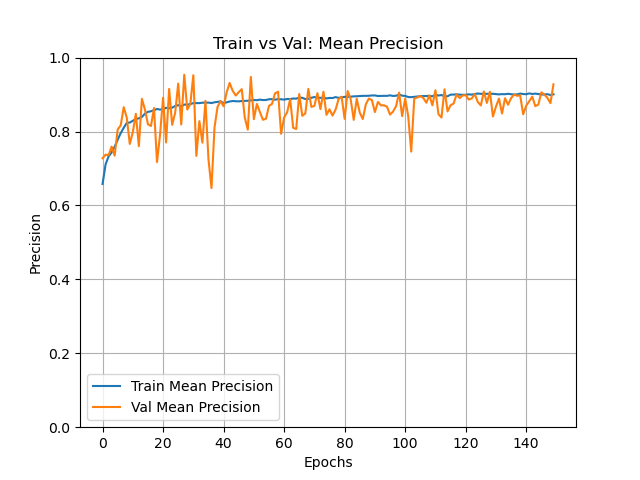 Train vs Val: Mean Precision
1.0
0.8
0.6
0.4
0.2
0.0
Precision
Train Mean Precision
Val Mean Precision
0 20 40 60 80 100 120 140
Epochs